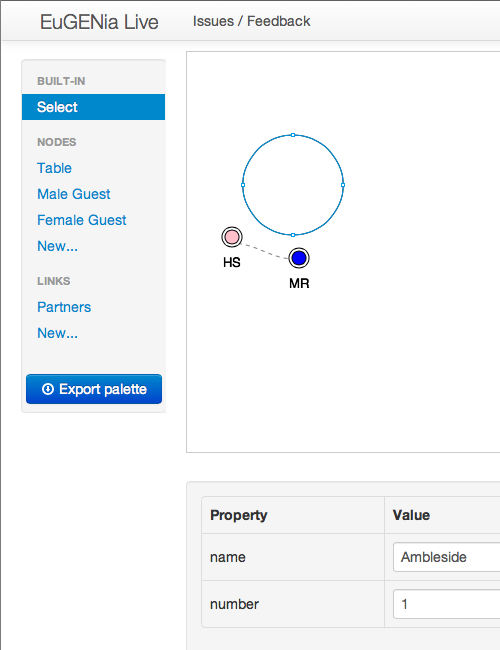 EuGENia Live Issues / Feedback
BUILT-IN
Select
NODES
Table
Male Guest
Female Guest
New...
LINKS
Partners
New...
Export palette
HS
MR
Property Value
name Ambleside
number 1